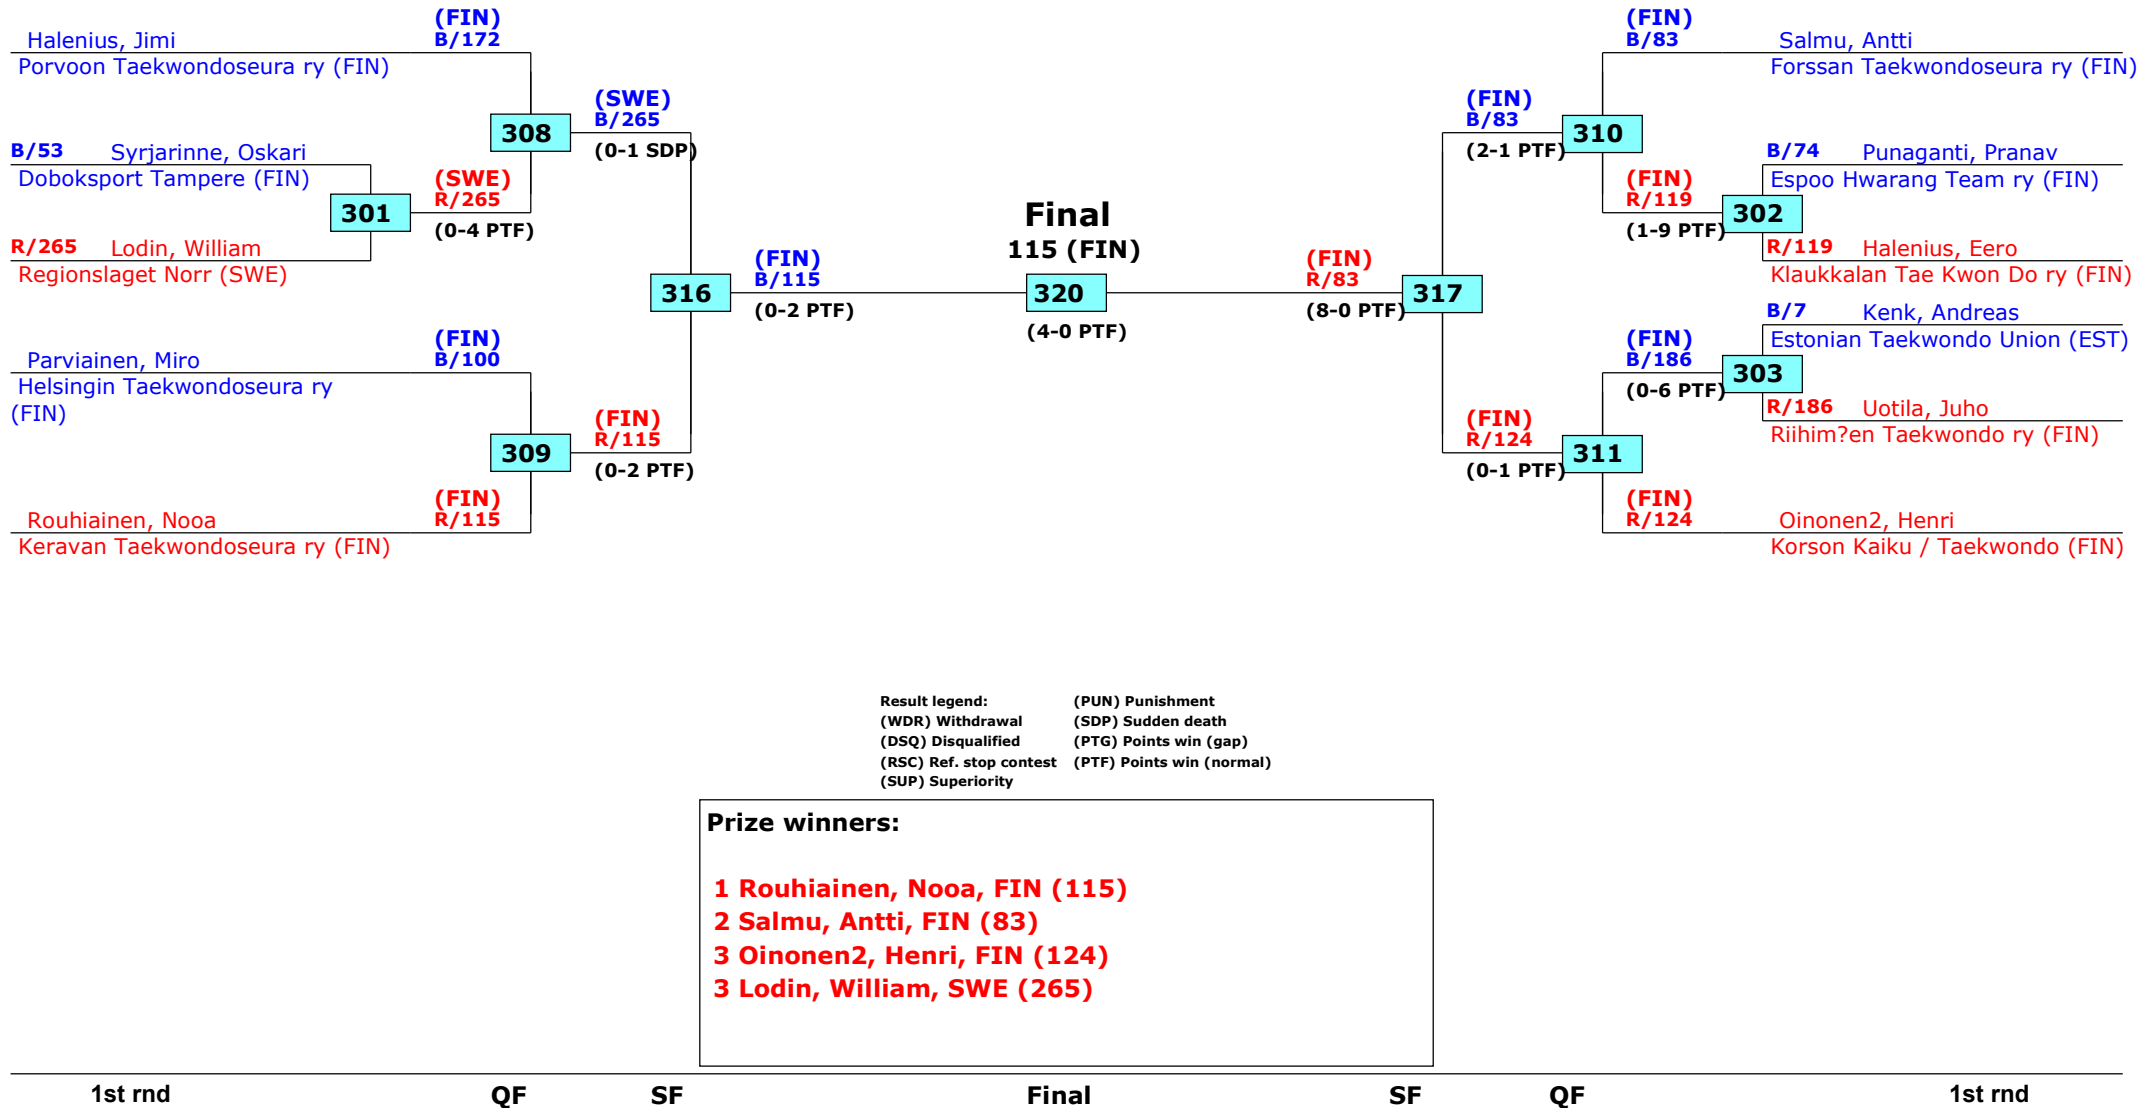 (FIN)
B/172
Halenius, Jimi
Porvoon Taekwondoseura ry (FIN)
308
(SWE)
B/265
(0-1 SDP)
B/53 Syrjarinne, Oskari
Doboksport Tampere (FIN)
301
(SWE)
R/265
(0-4 PTF)
R/265 Lodin, William
Regionslaget Norr (SWE)
316
(FIN)
B/115
(0-2 PTF)
(FIN)
B/100
Parviainen, Miro
Helsingin Taekwondoseura ry
(FIN)
309
(FIN)
R/115
(0-2 PTF)
(FIN)
R/115
Rouhiainen, Nooa
Keravan Taekwondoseura ry (FIN)
Final
115 (FIN)
320
(4-0 PTF)
(FIN)
R/83
(8-0 PTF)
317
(FIN)
B/83
(2-1 PTF)
310
(FIN)
B/83
Salmu, Antti
Forssan Taekwondoseura ry (FIN)
B/74 Punaganti, Pranav
Espoo Hwarang Team ry (FIN)
(FIN)
R/119
(1-9 PTF)
302
R/119 Halenius, Eero
Klaukkalan Tae Kwon Do ry (FIN)
B/7 Kenk, Andreas
Estonian Taekwondo Union (EST)
(FIN)
B/186
(0-6 PTF)
303
R/186 Uotila, Juho
Riihim?en Taekwondo ry (FIN)
(FIN)
R/124
(0-1 PTF)
311
(FIN)
R/124
Oinonen2, Henri
Korson Kaiku / Taekwondo (FIN)
Result legend: (PUN) Punishment
(WDR) Withdrawal (SDP) Sudden death
(DSQ) Disqualified (PTG) Points win (gap)
(RSC) Ref. stop contest (PTF) Points win (normal)
(SUP) Superiority
Prize winners:
1 Rouhiainen, Nooa, FIN (115)
2 Salmu, Antti, FIN (83)
3 Oinonen2, Henri, FIN (124)
3 Lodin, William, SWE (265)
1st rnd QF SF Final SF QF 1st rnd